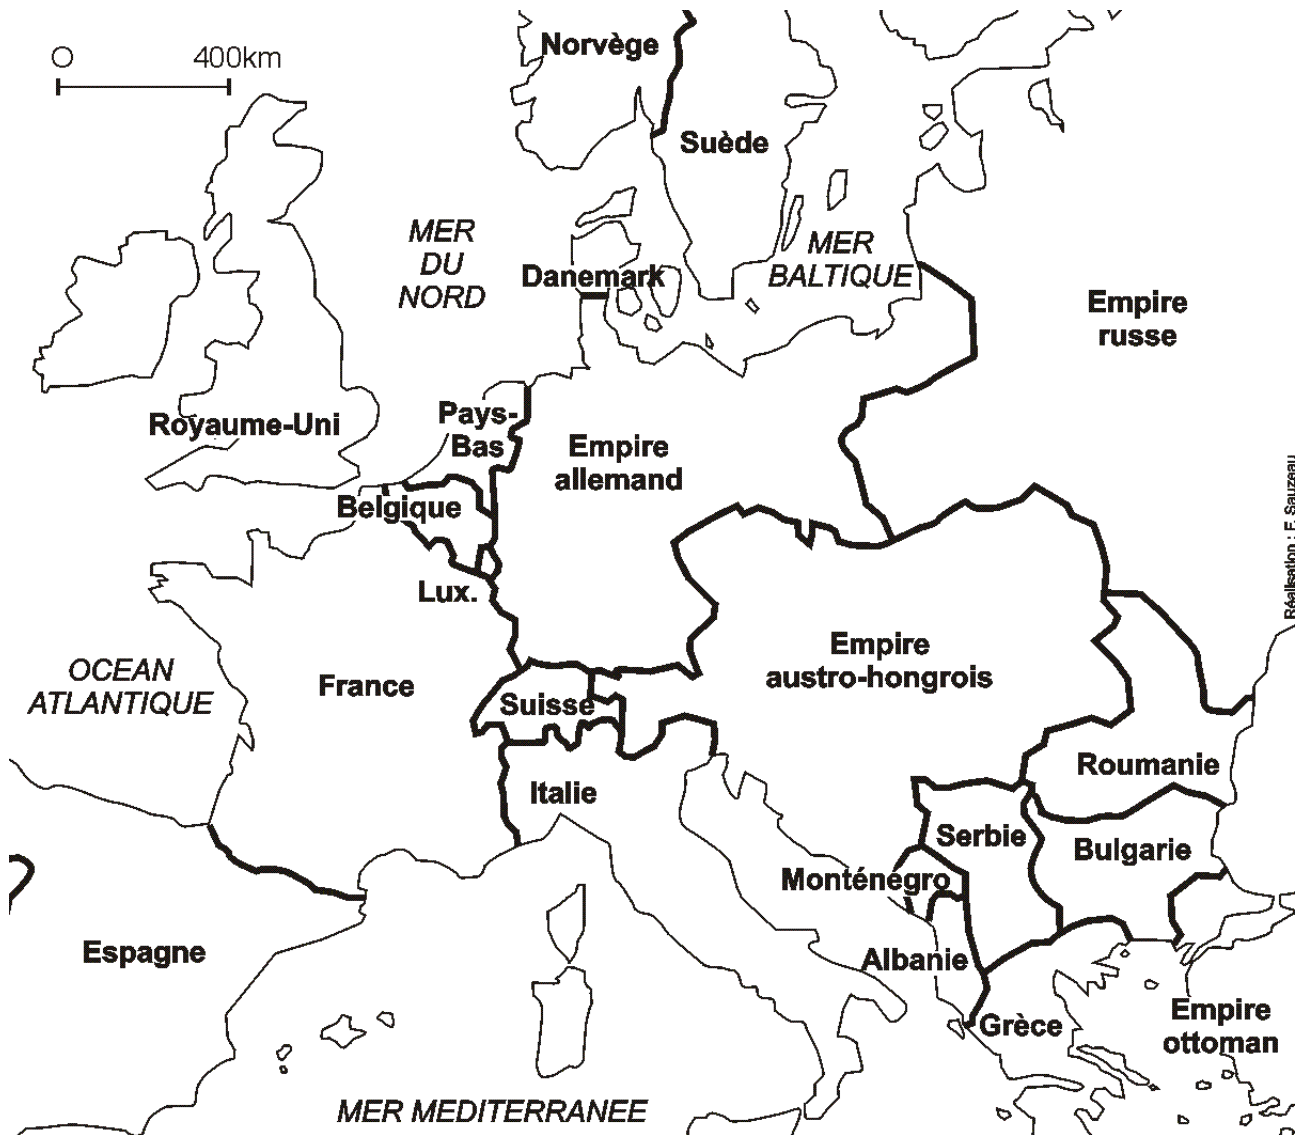 O 400km
Norvège
Suède
MER
DU
NORD
MER
BALTIQUE
Danemark
Empire
russe
Royaume-Uni
Pays-
Bas
Empire
allemand
Belgique
Réalisation : F. Sauzeau
Lux.
OCEAN
ATLANTIQUE
France
Suisse
Empire
austro-hongrois
Italie
Roumanie
Serbie
Bulgarie
Monténégro
Espagne
Albanie
Grèce
Empire
ottoman
MER MEDITERRANEE